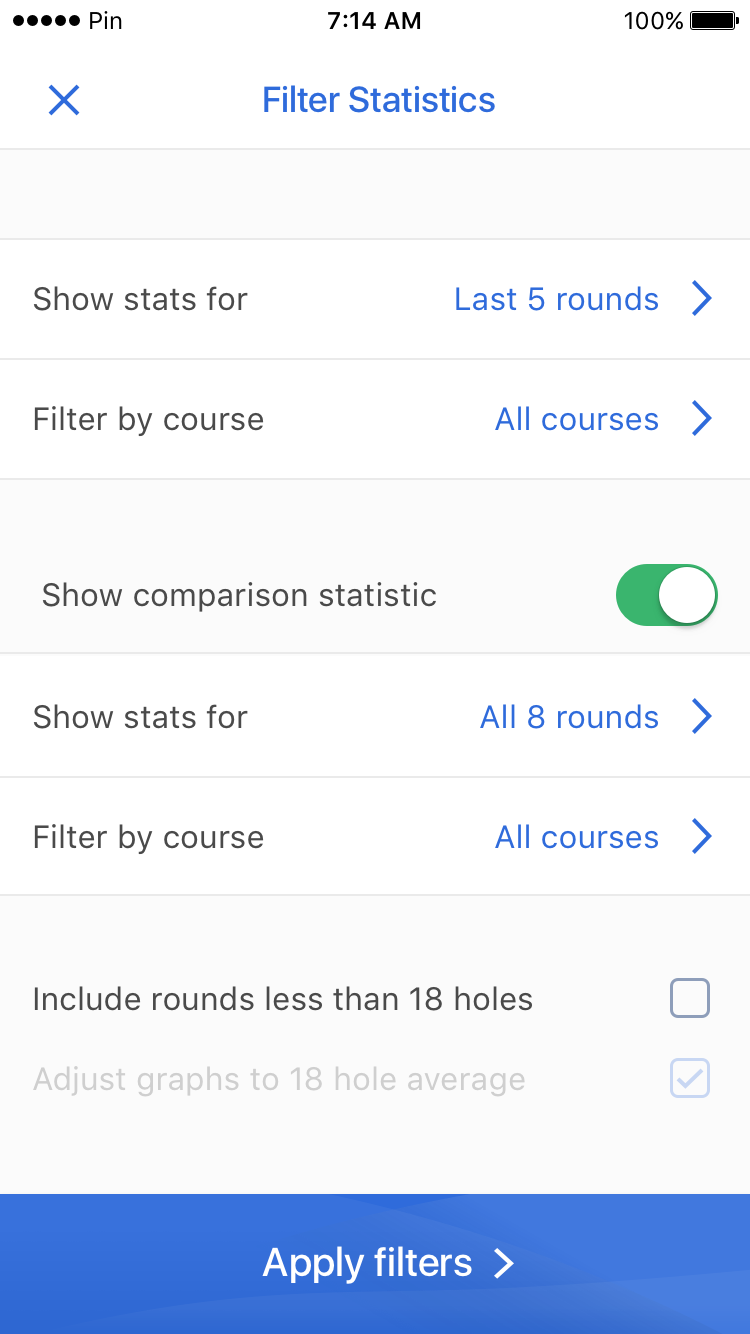 Pin 7:14 AM 100%
Filter Statistics
Show stats for Last 5 rounds
Filter by course All courses
Show comparison statistic
Show stats for All 8 rounds
Filter by course All courses
Include rounds less than 18 holes
Adjust graphs to 18 hole average
Apply filters